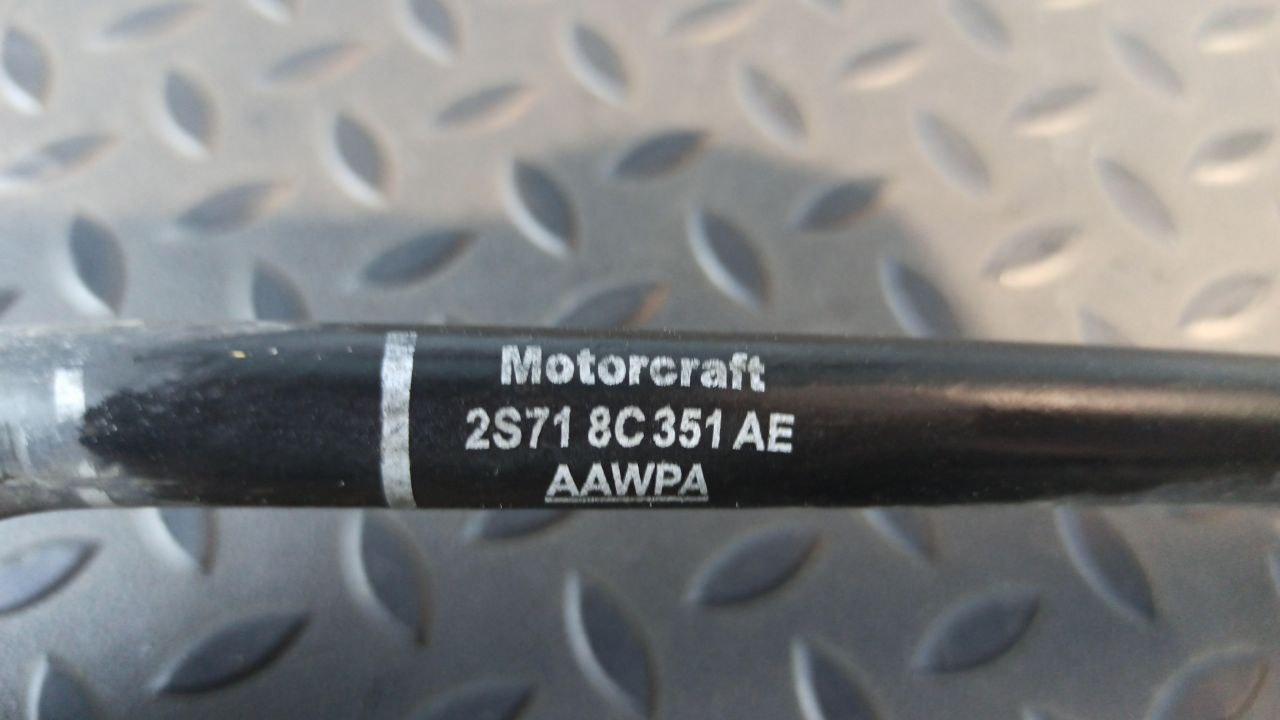 Motorcraft
2S71 8C351 AE
AAWPA